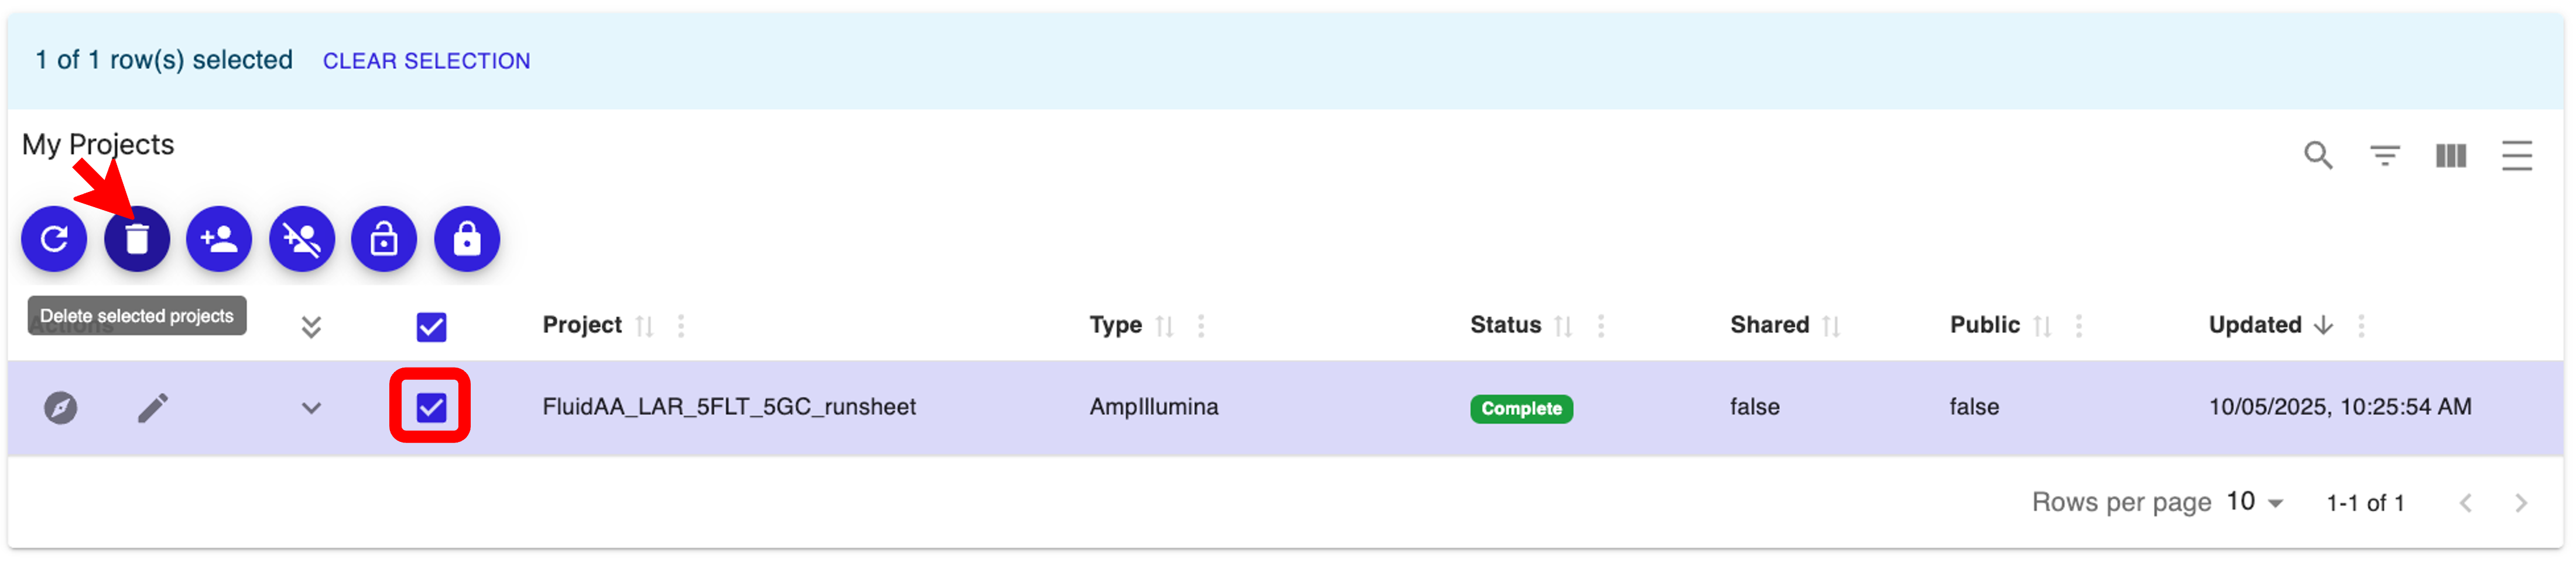 1 of 1 row(s) selected CLEAR SELECTION
My Projects
Delete selected projects
Actions Project Type Status Shared Public Updated
FluidAA_LAR_5FLT_5GC_runsheet AmpIllumina Complete false false 10/05/2025, 10:25:54 AM
Rows per page 10 1-1 of 1